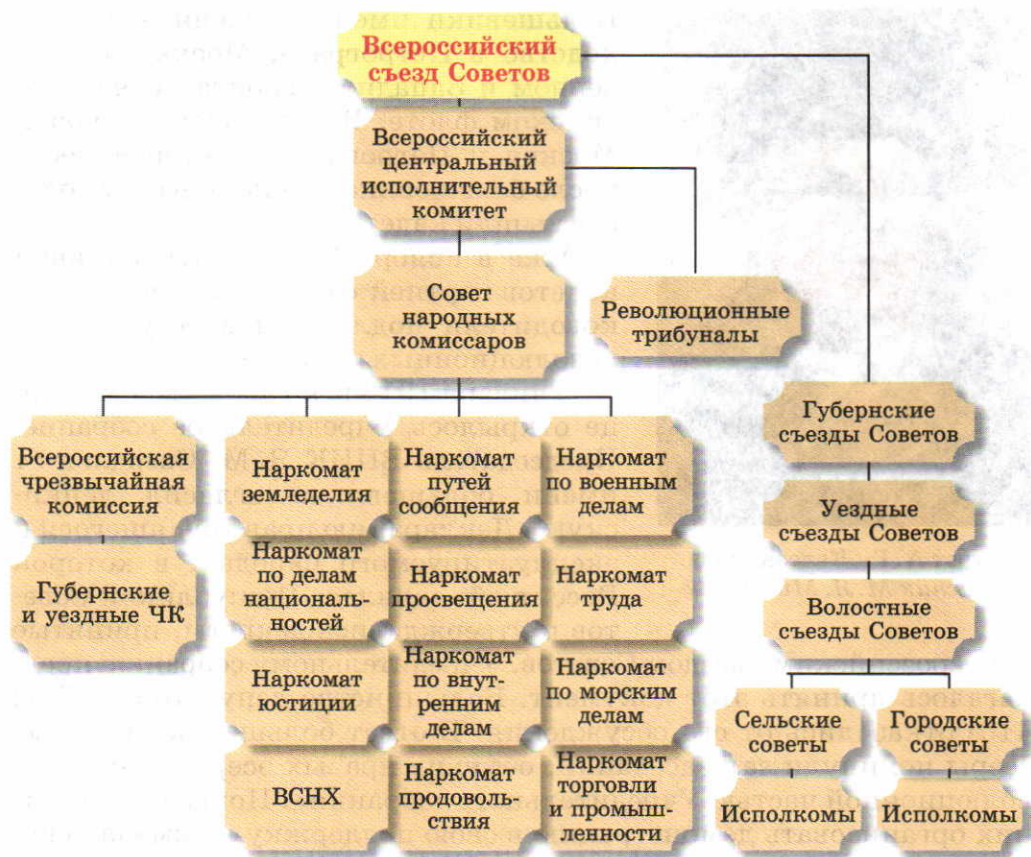 Всероссийский
съезд Советов
Всероссийский
центральный
исполнительный
комитет
Совет
народных
комиссаров
Революционные
трибуналы
Всероссийская
чрезвычайная
комиссия
Губернские
и уездные ЧК
Наркомат
земледелия
Наркомат
путей
сообщения
Наркомат
по военным
делам
Наркомат
по делам
националь-
ностей
Наркомат
просвещения
Наркомат
труда
Наркомат
юстиции
Наркомат
по внут-
ренним
делам
Наркомат
по морским
делам
ВСНХ
Наркомат
продоволь-
ствия
Наркомат
торговли
и промыш-
ленности
Губернские
съезды Советов
Уездные
съезды Советов
Волостные
съезды Советов
Сельские
советы
Городские
советы
Исполкомы
Исполкомы